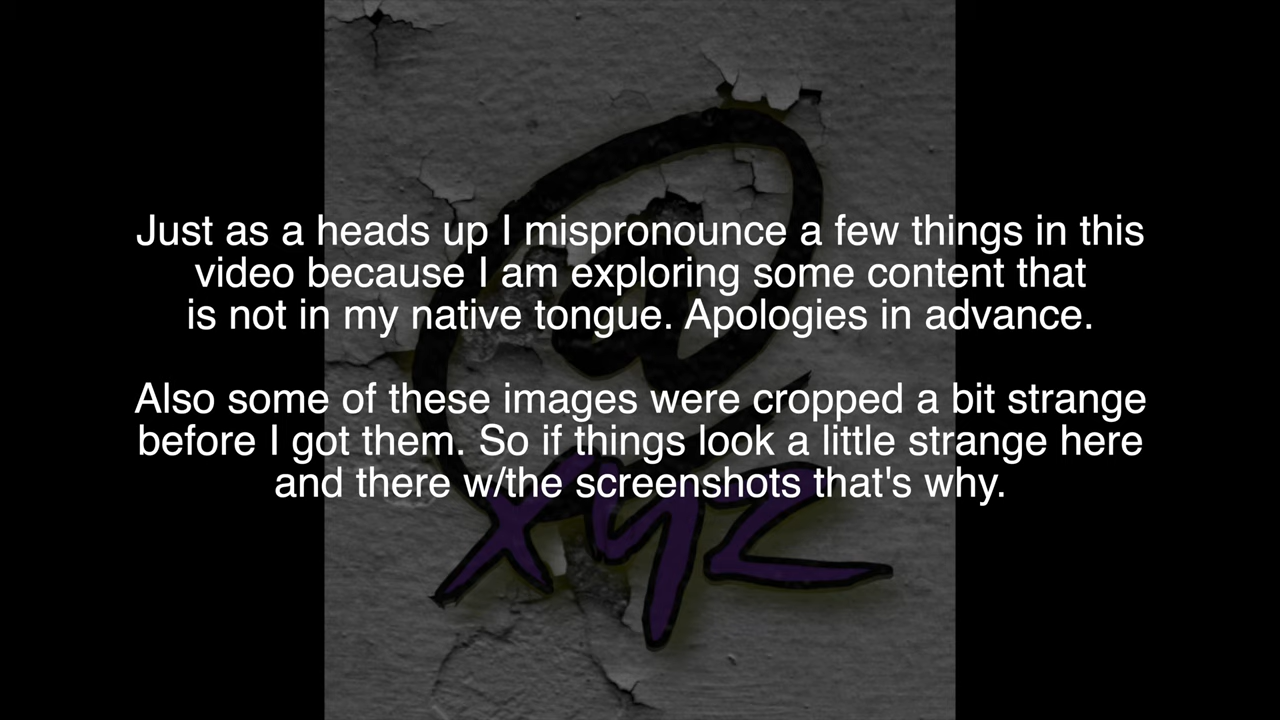 Just as a heads up I mispronounce a few things in this
video because I am exploring some content that
is not in my native tongue. Apologies in advance.
Also some of these images were cropped a bit strange
before I got them. So if things look a little strange here
and there w/the screenshots that's why.
@
xyz